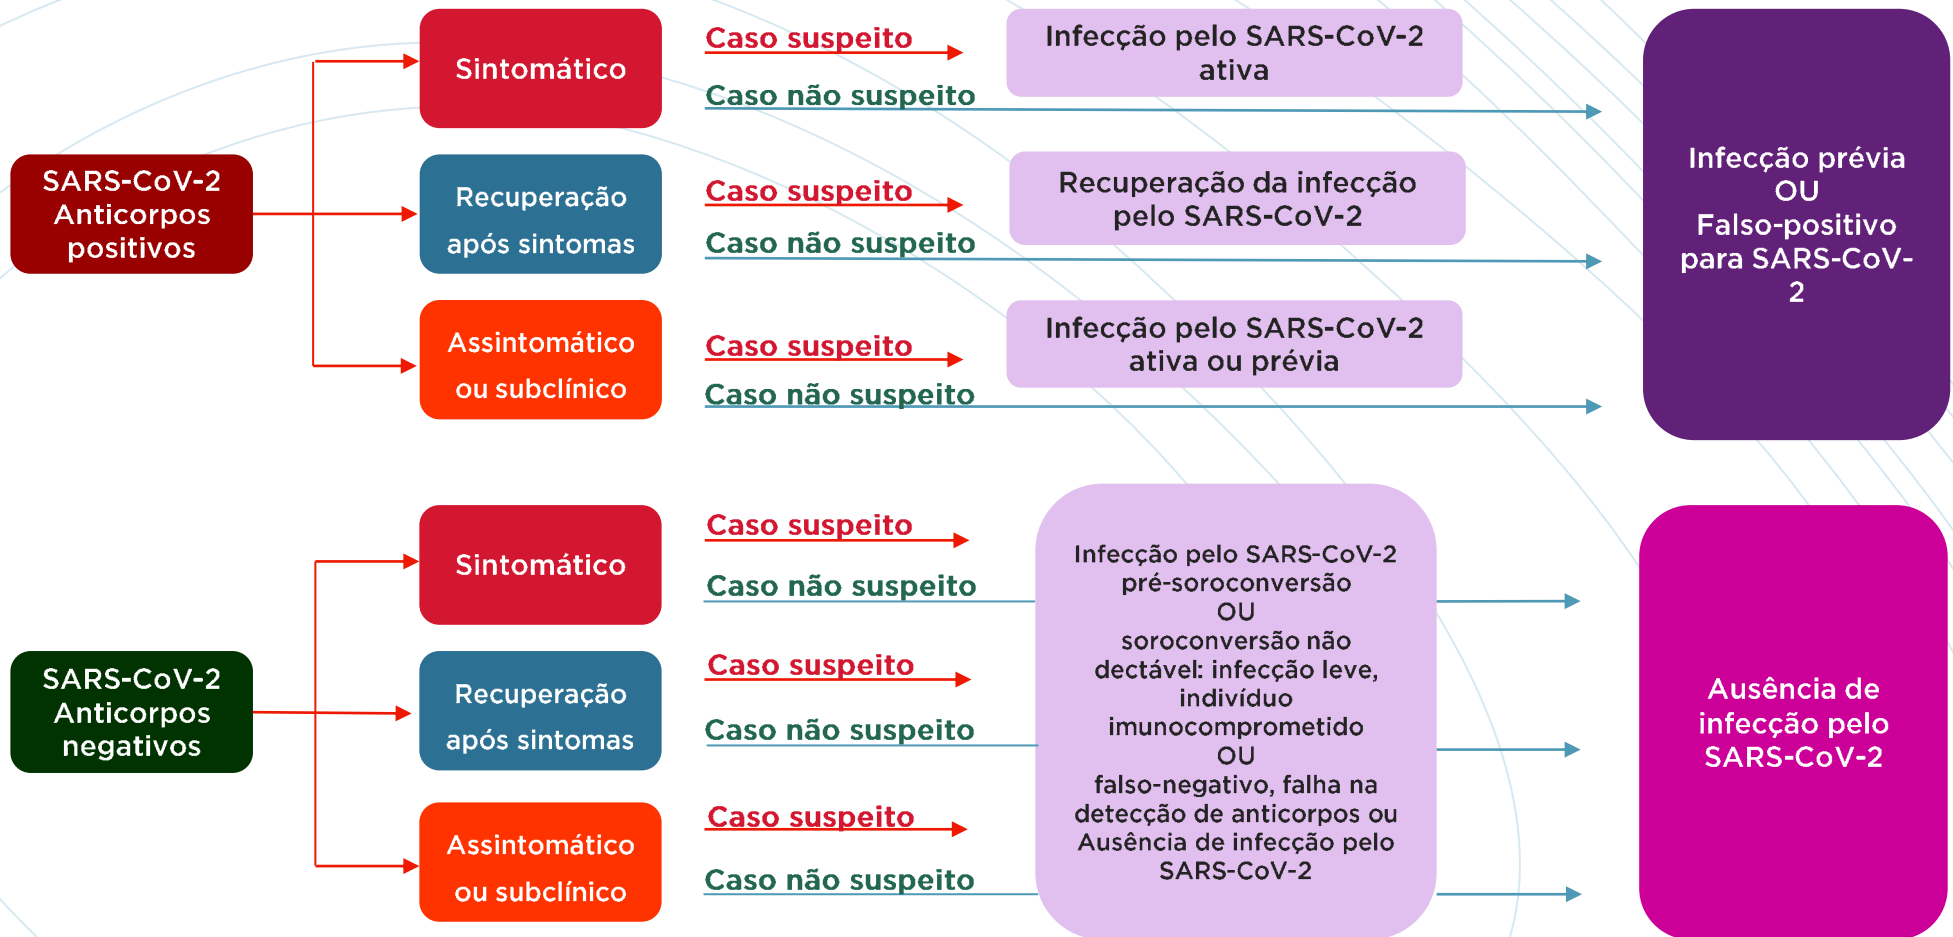 SARS-CoV-2
Anticorpos
positivos
Sintomático
Caso suspeito
Infecção pelo SARS-CoV-2
ativa
Caso não suspeito
Recuperação
após sintomas
Caso suspeito
Recuperação da infecção
pelo SARS-CoV-2
Caso não suspeito
Assintomático
ou subclínico
Caso suspeito
Infecção pelo SARS-CoV-2
ativa ou prévia
Caso não suspeito
Infecção prévia
OU
Falso-positivo
para SARS-CoV-
2
SARS-CoV-2
Anticorpos
negativos
Sintomático
Caso suspeito
Caso não suspeito
Recuperação
após sintomas
Caso suspeito
Caso não suspeito
Assintomático
ou subclínico
Caso suspeito
Caso não suspeito
Infecção pelo SARS-CoV-2
pré-soroconversão
OU
soroconversão não
dectável: infecção leve,
indivíduo
imunocomprometido
OU
falso-negativo, falha na
detecção de anticorpos ou
Ausência de infecção pelo
SARS-CoV-2
Ausência de
infecção pelo
SARS-CoV-2